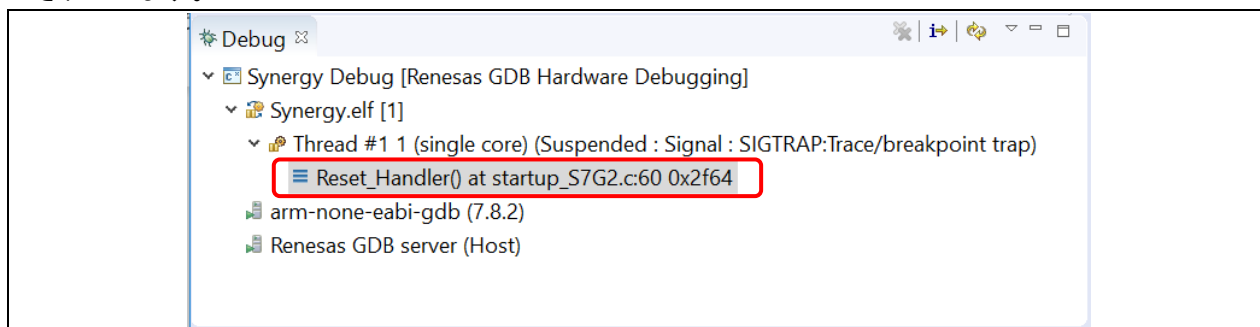 Debug
Synergy Debug [Renesas GDB Hardware Debugging]
Synergy.elf [1]
Thread #1 1 (single core) (Suspended : Signal : SIGTRAP:Trace/breakpoint trap)
Reset_Handler() at startup_S7G2.c:60 0x2f64
arm-none-eabi-gdb (7.8.2)
Renesas GDB server (Host)